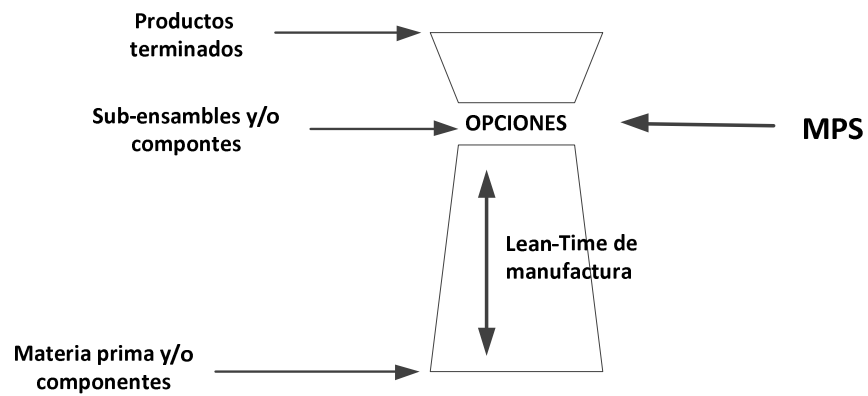 Productos
terminados
Sub-ensambles y/o
compontes
OPCIONES
MPS
Lean-Time de
manufactura
Materia prima y/o
componentes